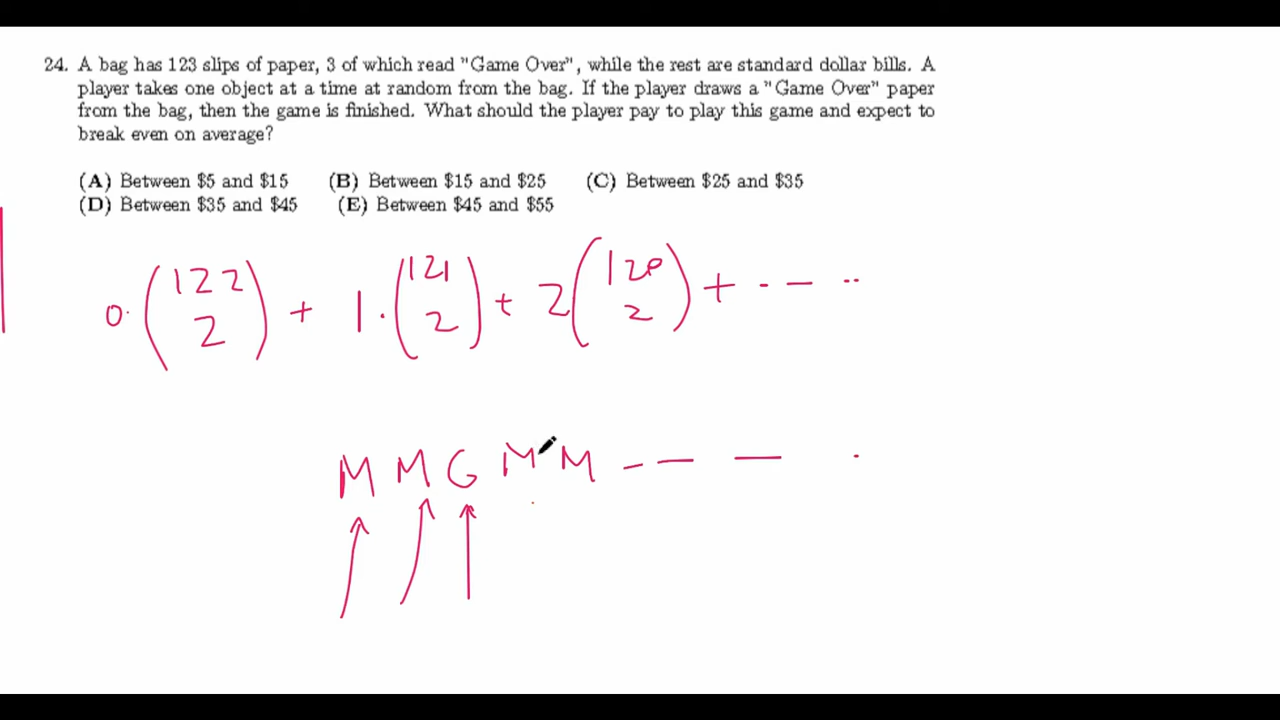 24. A bag has 123 slips of paper, 3 of which read "Game Over", while the rest are standard dollar bills. A
player takes one object at a time at random from the bag. If the player draws a "Game Over" paper
from the bag, then the game is finished. What should the player pay to play this game and expect to
break even on average?
(A) Between $5 and $15 (B) Between $15 and $25 (C) Between $25 and $35
(D) Between $35 and $45 (E) Between $45 and $55
0·(122 2) + 1·(121 2) + 2(120 2) + · – ··
M M G M M – – — ·